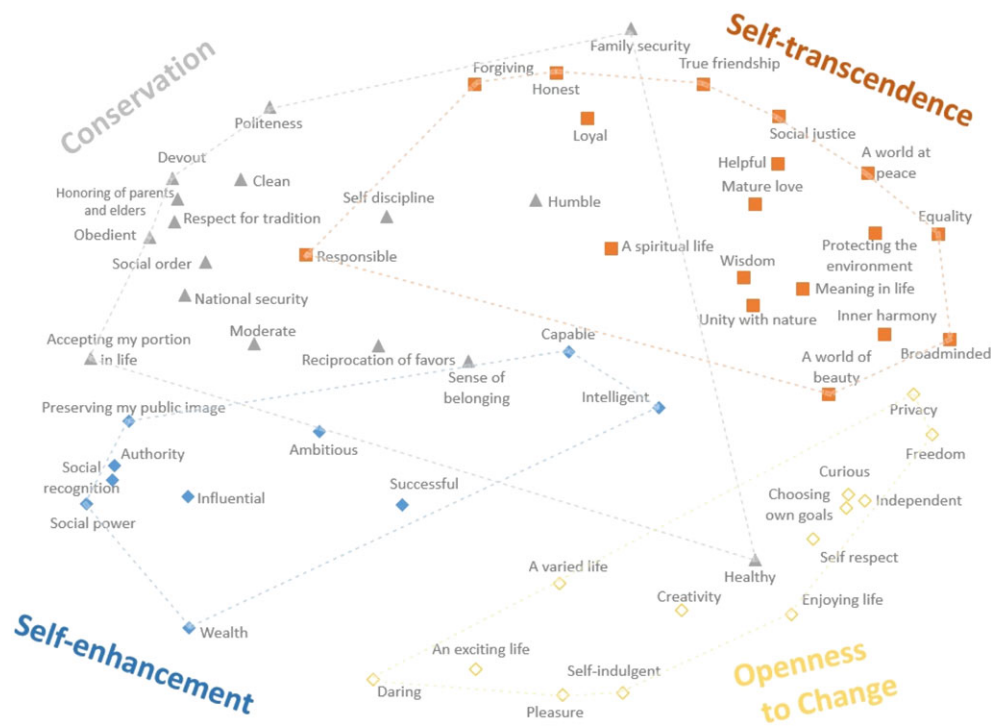 Self-transcendence
Conservation
Family security
Forgiving
Honest
True friendship
Politeness
Loyal
Social justice
Devout
Clean
Helpful
A world at
peace
Honoring of parents
and elders
Self discipline
Humble
Mature love
Respect for tradition
Equality
Obedient
Social order
Responsible
A spiritual life
Wisdom
Protecting the
environment
National security
Meaning in life
Unity with nature
Inner harmony
Accepting my portion
in life
Moderate
Reciprocation of favors
Capable
Sense of
belonging
A world of
beauty
Broadminded
Preserving my public image
Intelligent
Privacy
Ambitious
Authority
Freedom
Social
recognition
Influential
Successful
Curious
Choosing
own goals
Independent
Social power
Self respect
A varied life
Healthy
Creativity
Enjoying life
Wealth
Self-enhancement
An exciting life
Self-indulgent
Daring
Pleasure
Openness
to Change